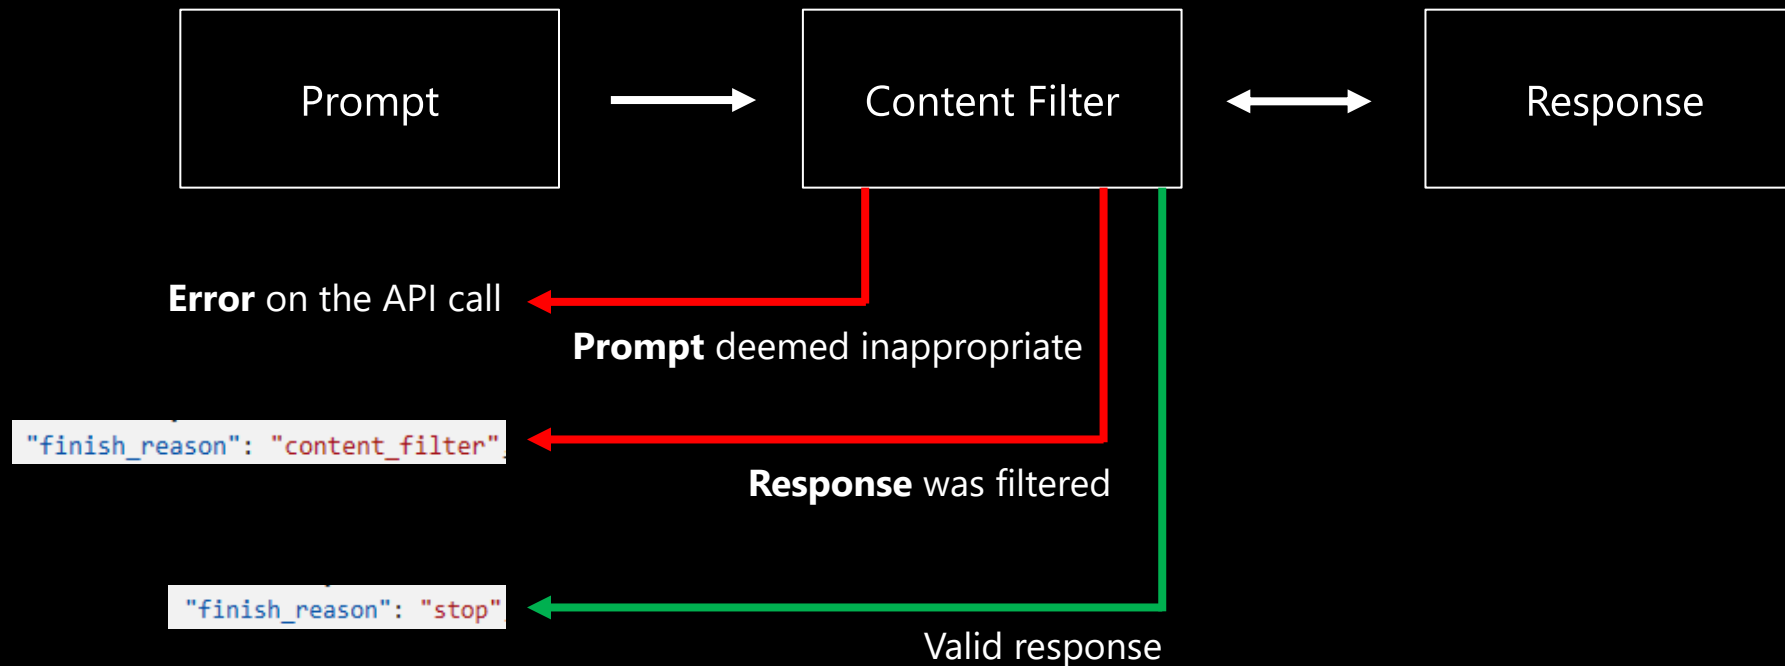 Prompt
Content Filter
Response
Error on the API call
Prompt deemed inappropriate
"finish_reason": "content_filter",
Response was filtered
"finish_reason": "stop",
Valid response